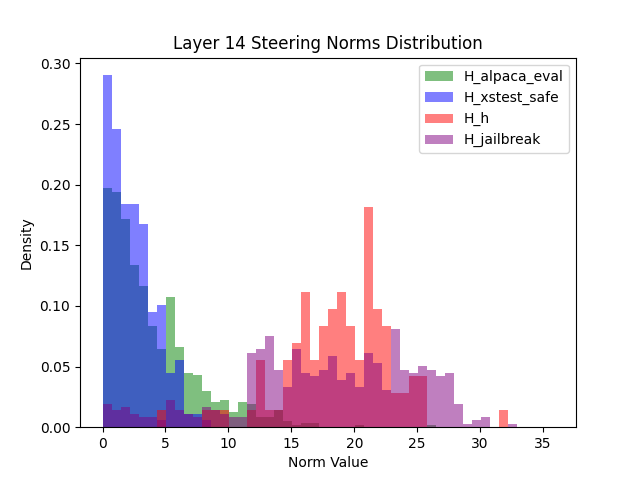 Layer 14 Steering Norms Distribution
H_alpaca_eval
H_xstest_safe
H_h
H_jailbreak
0.30
0.25
0.20
0.15
0.10
0.05
0.00
Density
0 5 10 15 20 25 30 35
Norm Value